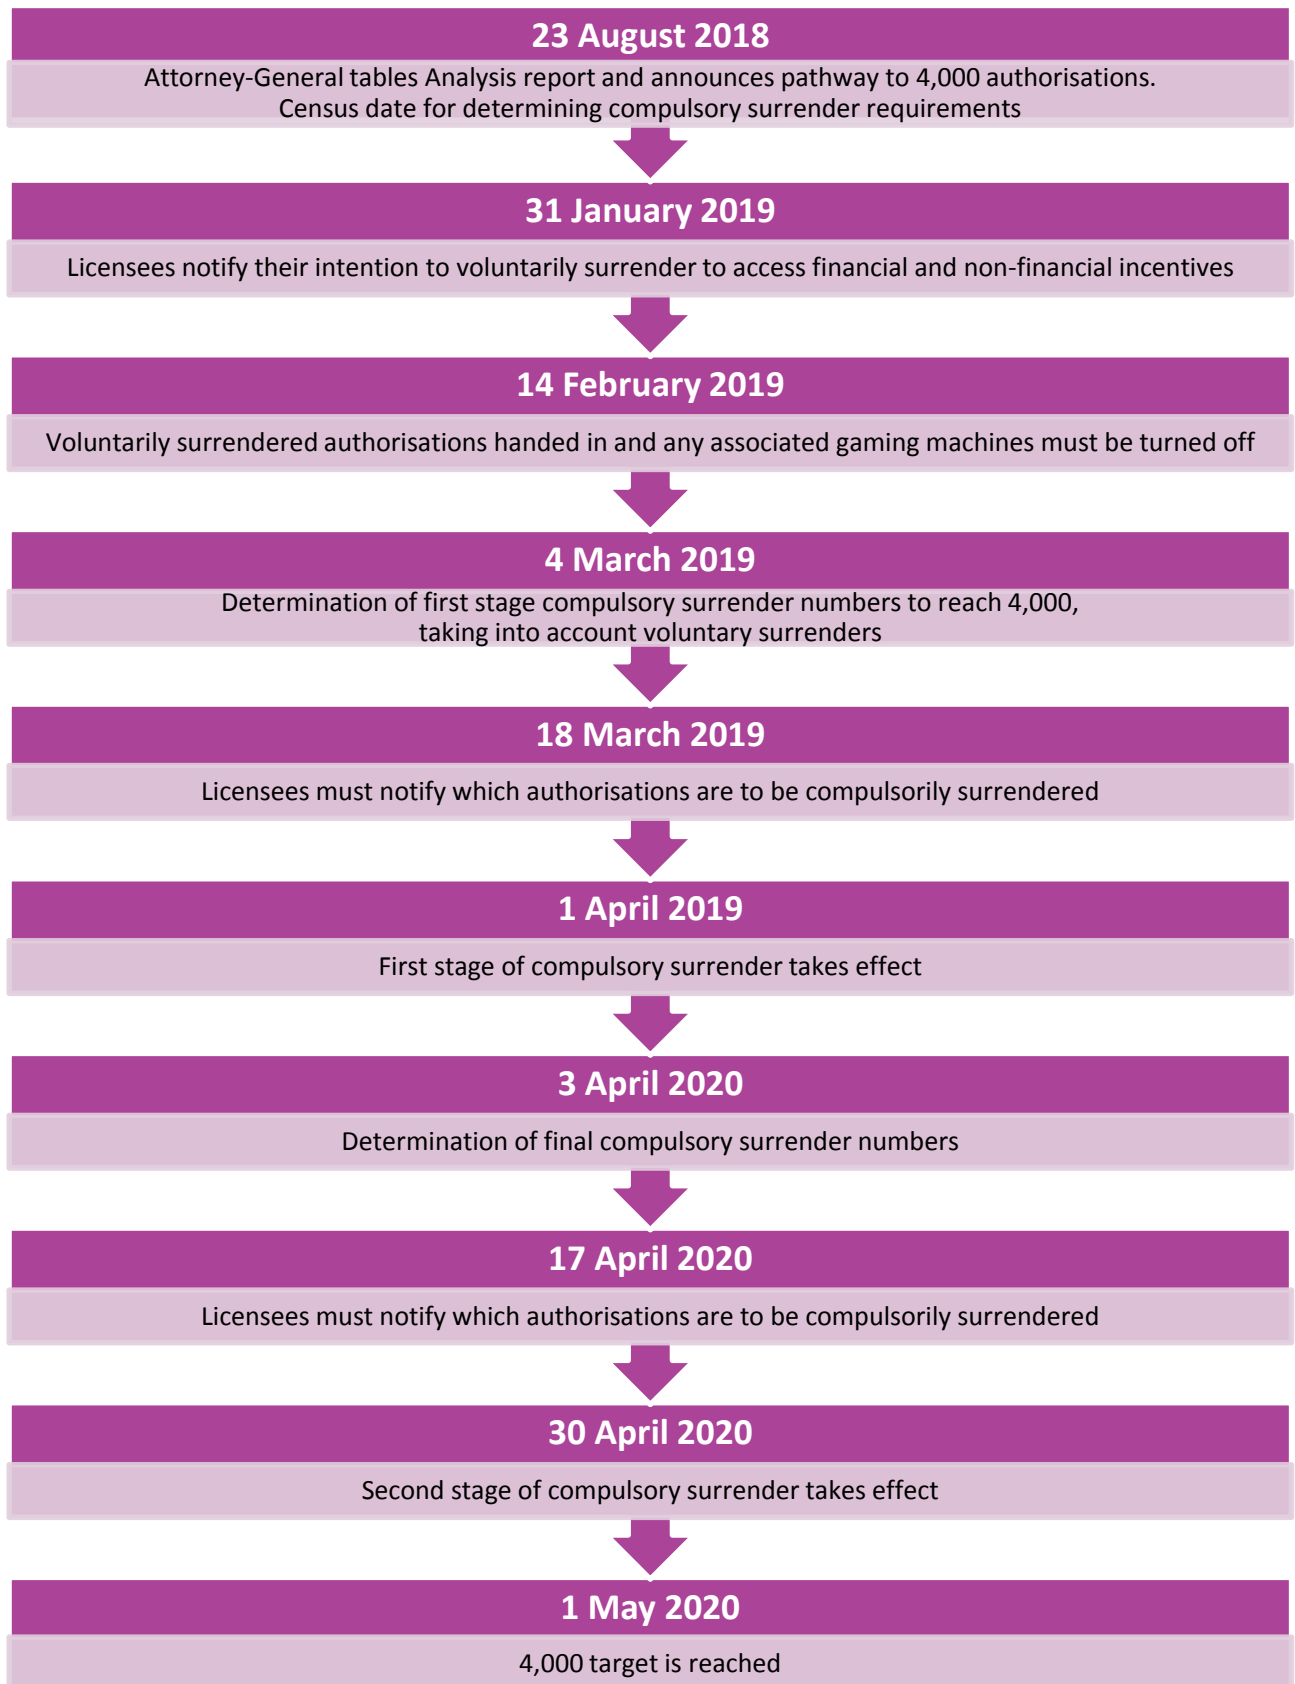 23 August 2018
Attorney-General tables Analysis report and announces pathway to 4,000 authorisations.
Census date for determining compulsory surrender requirements
31 January 2019
Licensees notify their intention to voluntarily surrender to access financial and non-financial incentives
14 February 2019
Voluntarily surrendered authorisations handed in and any associated gaming machines must be turned off
4 March 2019
Determination of first stage compulsory surrender numbers to reach 4,000,
taking into account voluntary surrenders
18 March 2019
Licensees must notify which authorisations are to be compulsorily surrendered
1 April 2019
First stage of compulsory surrender takes effect
3 April 2020
Determination of final compulsory surrender numbers
17 April 2020
Licensees must notify which authorisations are to be compulsorily surrendered
30 April 2020
Second stage of compulsory surrender takes effect
1 May 2020
4,000 target is reached